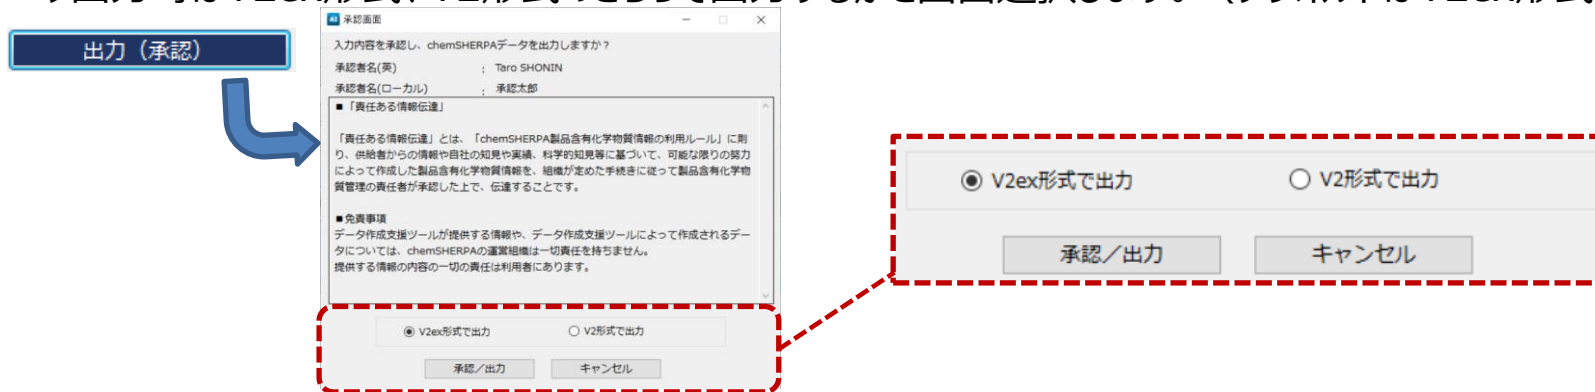 出力（承認）
承認画面
入力内容を承認し、chemSHERPAデータを出力しますか？
承認者名(英) : Taro SHONIN
承認者名(ローカル) : 承認太郎
■「責任ある情報伝達」
「責任ある情報伝達」とは、「chemSHERPA製品含有化学物質情報の利用ルール」に則
り、供給者からの情報や自社の知見や実績、科学的知見等に基づいて、可能な限りの努力
によって作成した製品含有化学物質情報を、組織が定めた手続きに従って製品含有化学物
質管理の責任者が承認した上で、伝達することです。
■免責事項
データ作成支援ツールが提供する情報や、データ作成支援ツールによって作成されるデー
タについては、chemSHERPAの運営組織は一切責任を持ちません。
提供する情報の内容の一切の責任は利用者にあります。
V2ex形式で出力 V2形式で出力
承認／出力 キャンセル
V2ex形式で出力 V2形式で出力
承認／出力 キャンセル